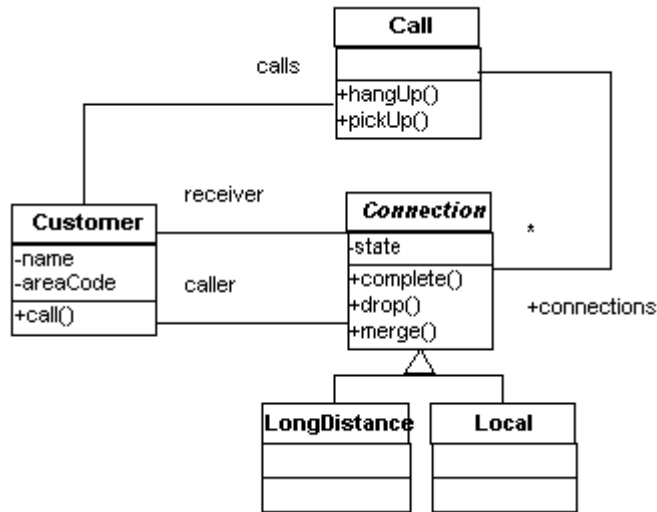 Call
calls
+hangUp()
+pickUp()
receiver
Customer
Connection
-name
-areaCode
-state
*
caller
+complete()
+call()
+drop()
+connections
+merge()
LongDistance
Local